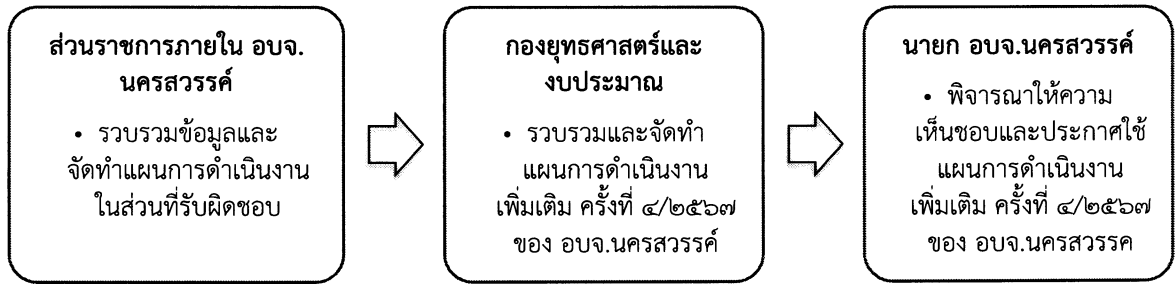 ส่วนราชการภายใน อบจ.
นครสวรรค์
• รวบรวมข้อมูลและ
จัดทำแผนการดำเนินงาน
ในส่วนที่รับผิดชอบ
กองยุทธศาสตร์และ
งบประมาณ
• รวบรวมและจัดทำ
แผนการดำเนินงาน
เพิ่มเติม ครั้งที่ ๔/๒๕๖๗
ของ อบจ.นครสวรรค์
นายก อบจ.นครสวรรค์
• พิจารณาให้ความ
เห็นชอบและประกาศใช้
แผนการดำเนินงาน
เพิ่มเติม ครั้งที่ ๔/๒๕๖๗
ของ อบจ.นครสวรรค